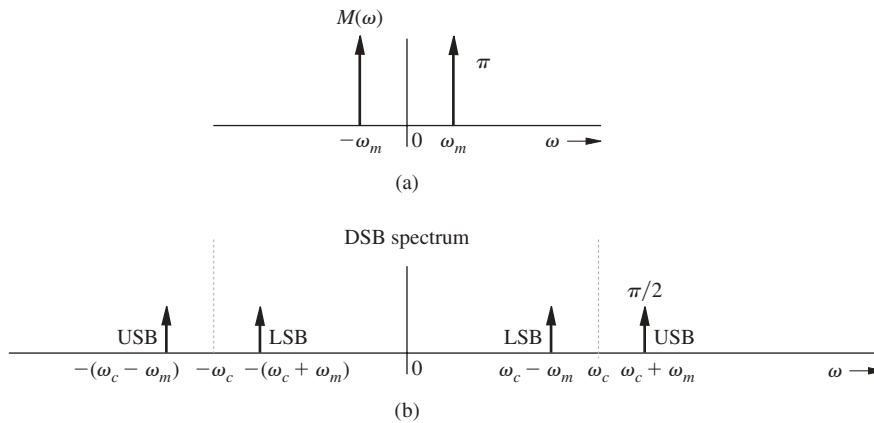 M(ω)
π
−ω_m 0 ω_m ω
(a)
DSB spectrum
π/2
USB LSB LSB USB
−(ω_c − ω_m) −ω_c −(ω_c + ω_m) 0 ω_c − ω_m ω_c ω_c + ω_m ω
(b)